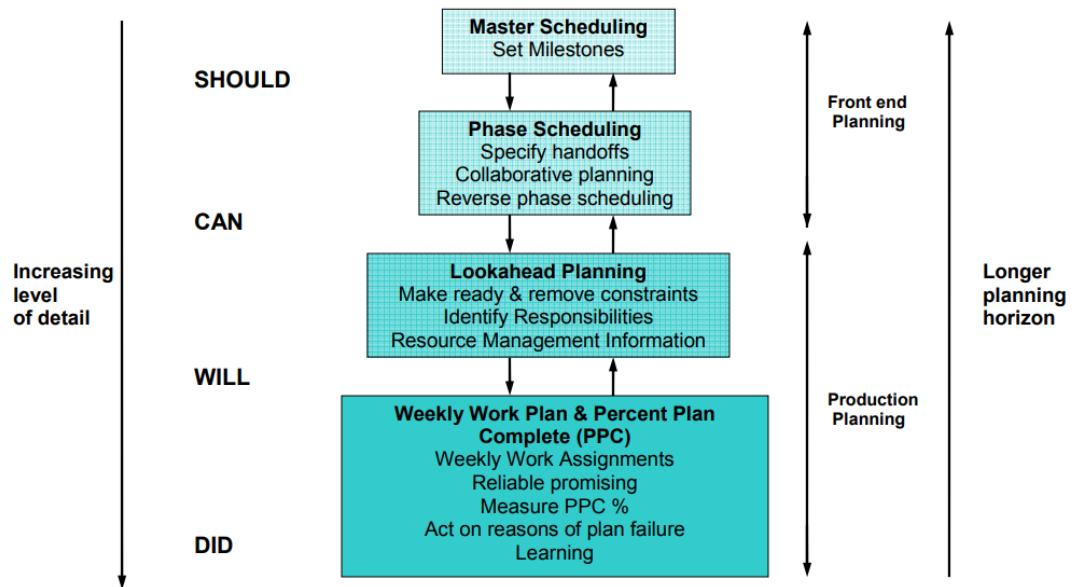 Master Scheduling
Set Milestones
SHOULD
Front end
Planning
Phase Scheduling
Specify handoffs
Collaborative planning
Reverse phase scheduling
CAN
Increasing
level
of detail
Lookahead Planning
Make ready & remove constraints
Identify Responsibilities
Resource Management Information
Longer
planning
horizon
WILL
Production
Planning
Weekly Work Plan & Percent Plan
Complete (PPC)
Weekly Work Assignments
Reliable promising
Measure PPC %
Act on reasons of plan failure
Learning
DID